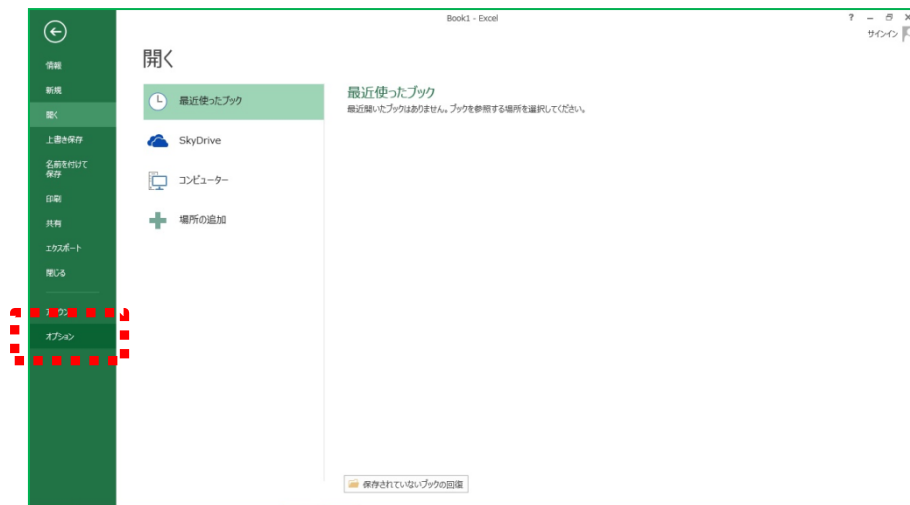 Book1 - Excel
? – 
サインイン
情報
新規
開く
上書き保存
名前を付けて
保存
印刷
共有
エクスポート
閉じる
オプション
開く
最近使ったブック
SkyDrive
コンピューター
場所の追加
最近使ったブック
最近開いたブックはありません。ブックを参照する場所を選択してください。
保存されていないブックの回復